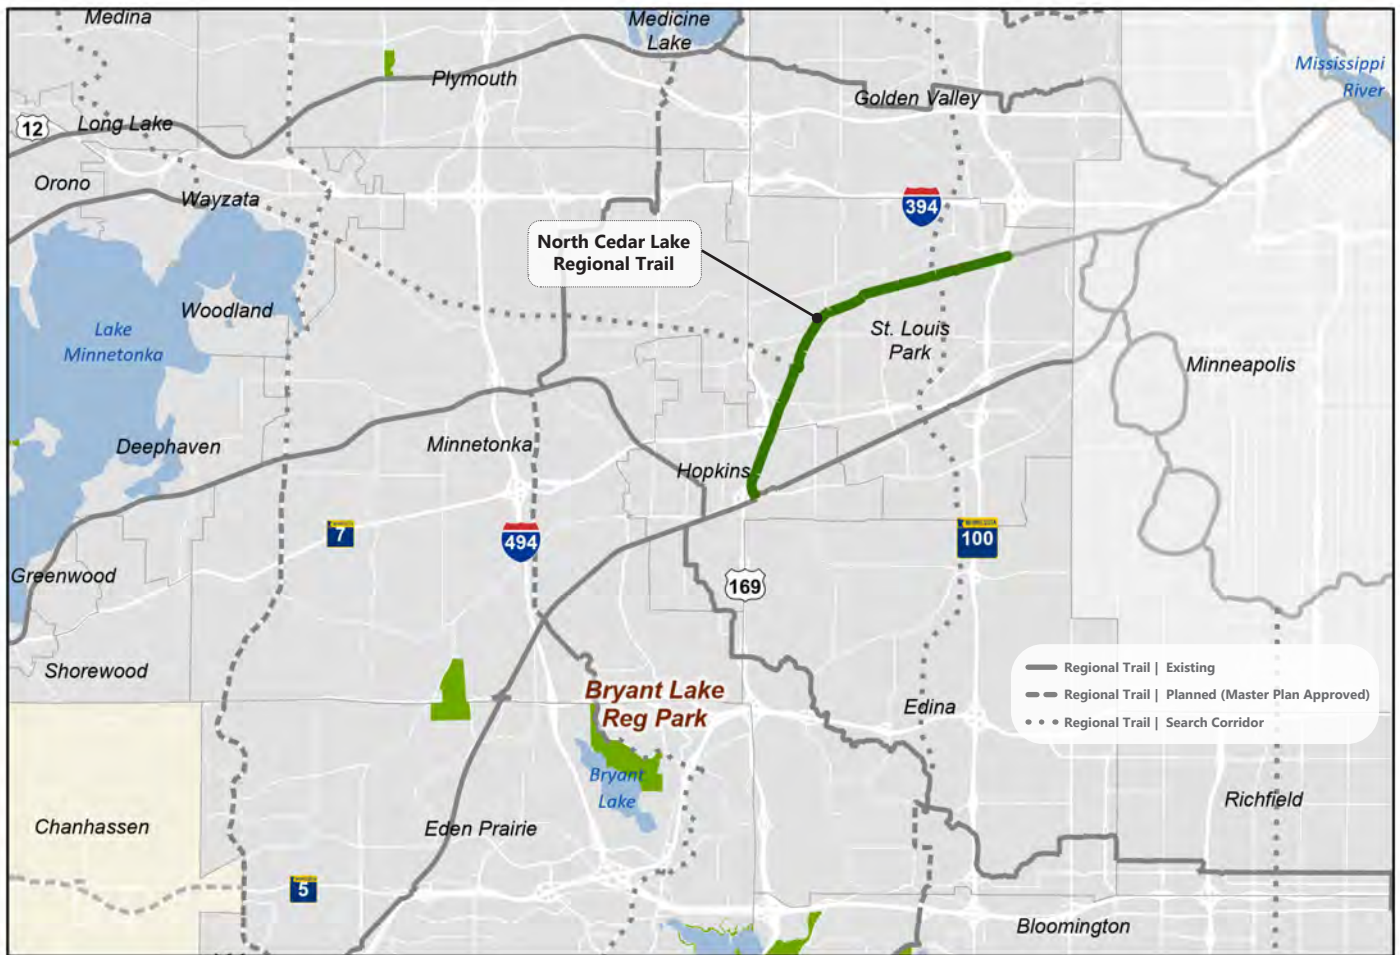 Medina
Medicine
Lake
Mississippi
River
Plymouth
Golden Valley
12
Long Lake
Orono
Wayzata
394
North Cedar Lake
Regional Trail
Woodland
Lake
Minnetonka
St. Louis
Park
Minneapolis
Deephaven
Minnetonka
Hopkins
7
494
MINNESOTA
100
Greenwood
169
Shorewood
Regional Trail | Existing
Regional Trail | Planned (Master Plan Approved)
Regional Trail | Search Corridor
Bryant Lake
Reg Park
Edina
Bryant
Lake
Richfield
Chanhassen
Eden Prairie
5
Bloomington